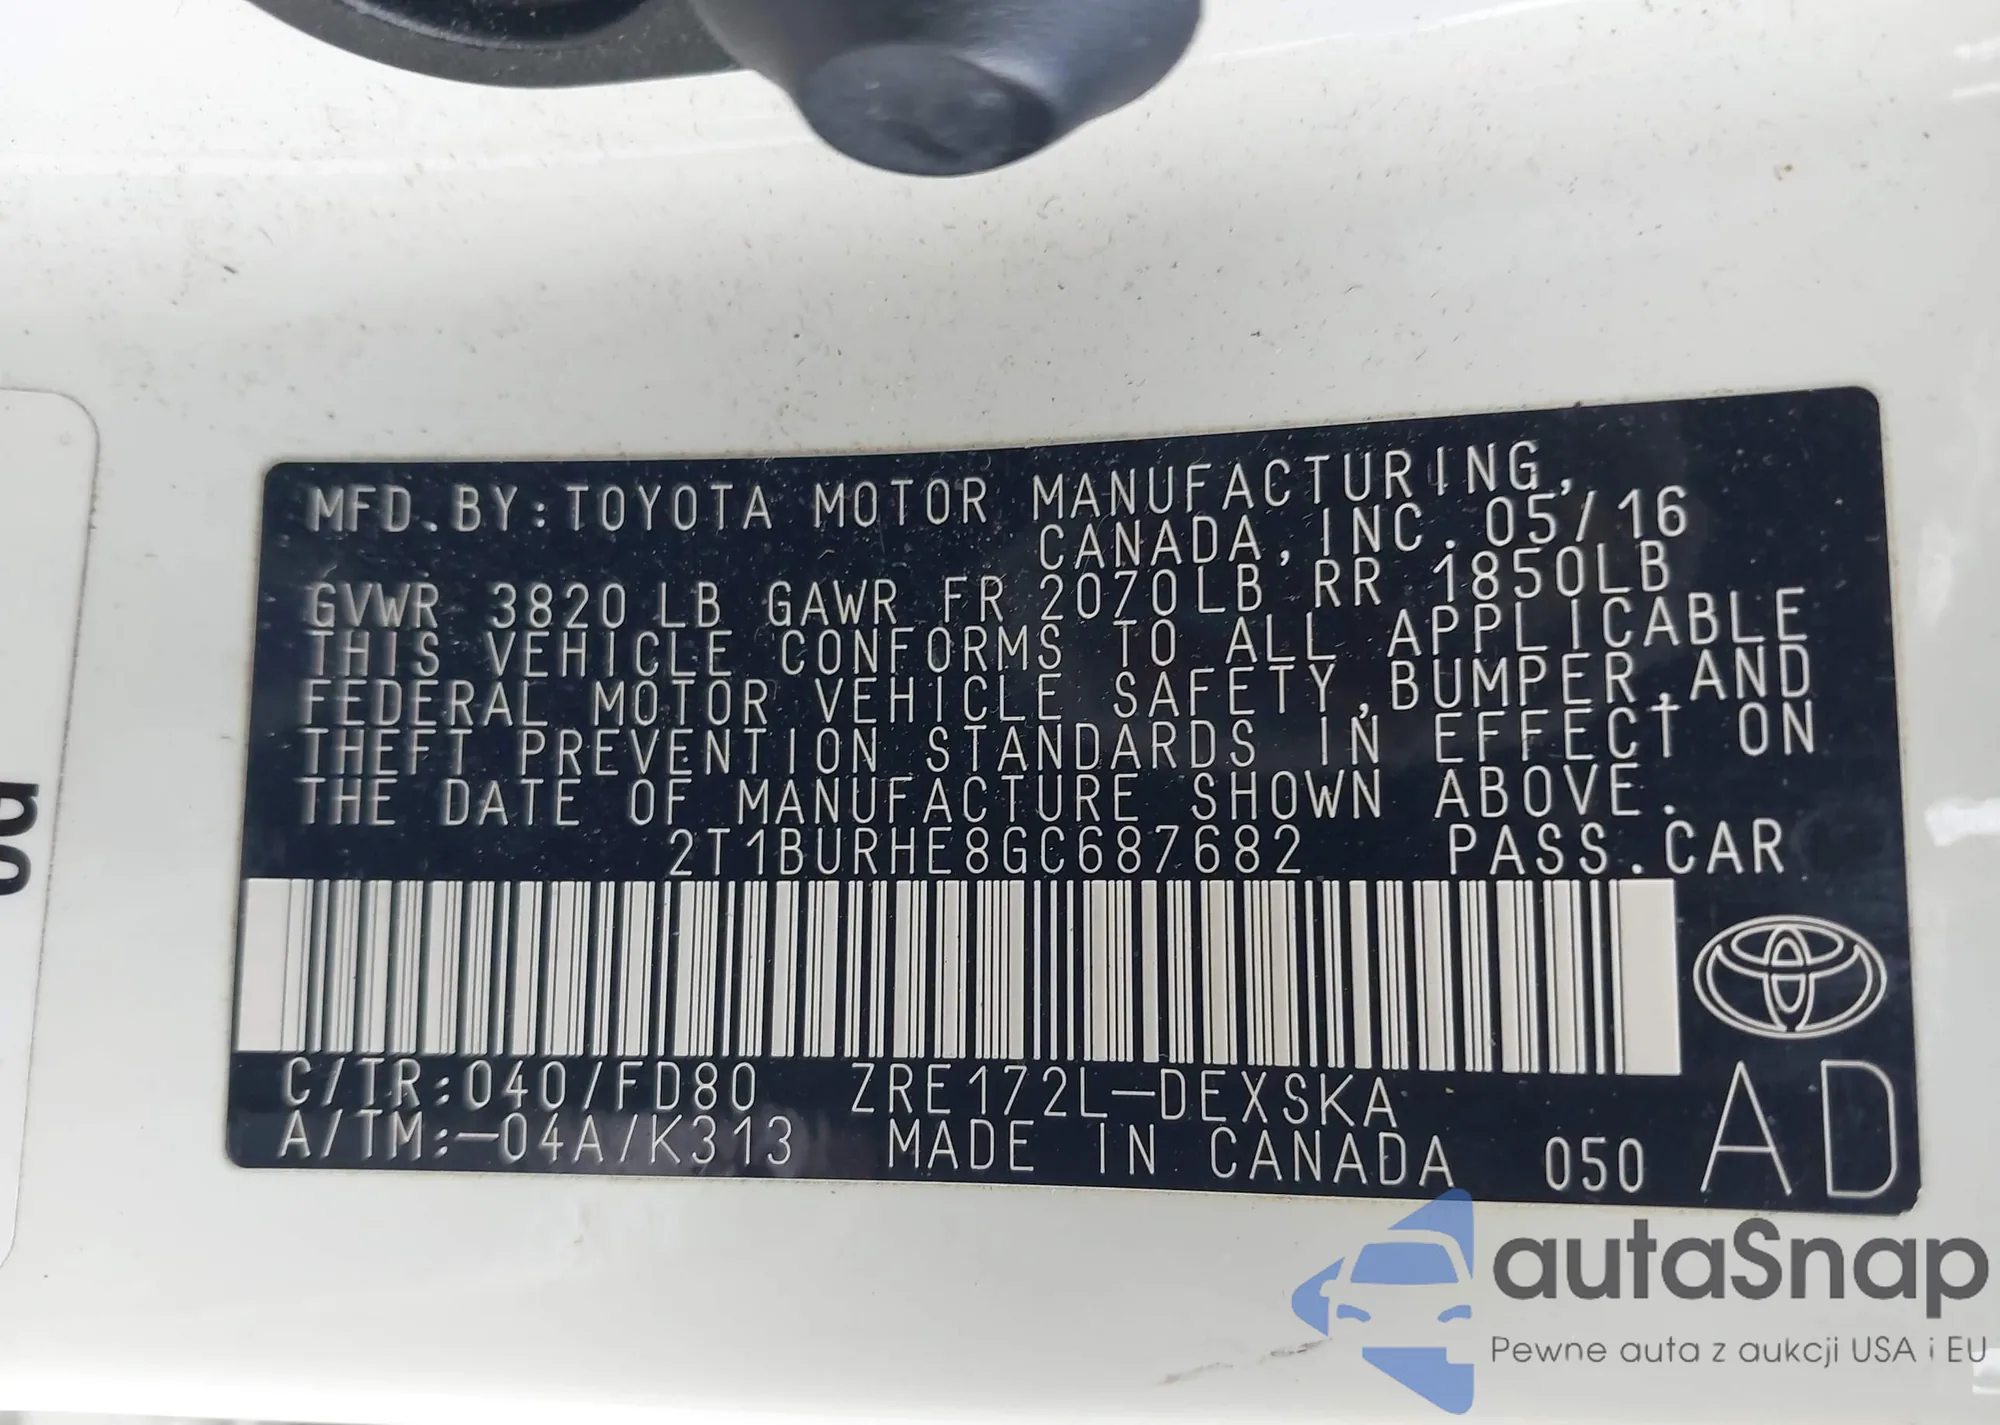 MFD.BY:TOYOTA MOTOR MANUFACTURING,
CANADA,INC. 05/16
GVWR 3820 LB GAWR FR 2070LB RR 1850LB
THIS VEHICLE CONFORMS TO ALL APPLICABLE
FEDERAL MOTOR VEHICLE SAFETY,BUMPER,AND
THEFT PREVENTION STANDARDS IN EFFECT ON
THE DATE OF MANUFACTURE SHOWN ABOVE.
2T1BURHE8GC687682 PASS.CAR
C/TR:040/FD80 ZRE172L-DEXSKA
A/TM:-04A/K313 MADE IN CANADA 050 AD
autaSnap
Pewne auta z aukcji USA i EU